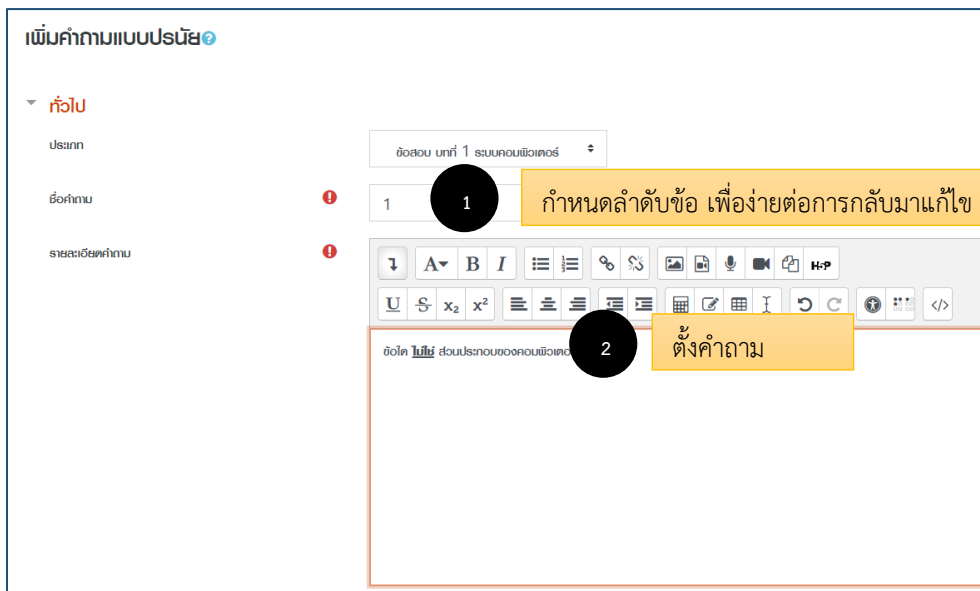 เพิ่มคำถามแบบปรนัย
ทั่วไป
ประเภท
ข้อสอบ บทที่ 1 ระบบคอมพิวเตอร์
ชื่อคำถาม
1
1
กำหนดลำดับข้อ เพื่อง่ายต่อการกลับมาแก้ไข
รายละเอียดคำถาม
A B I H-P
U S x₂ x² </>
ข้อใด ไม่ใช่ ส่วนประกอบของคอมพิวเตอ
2
ตั้งคำถาม